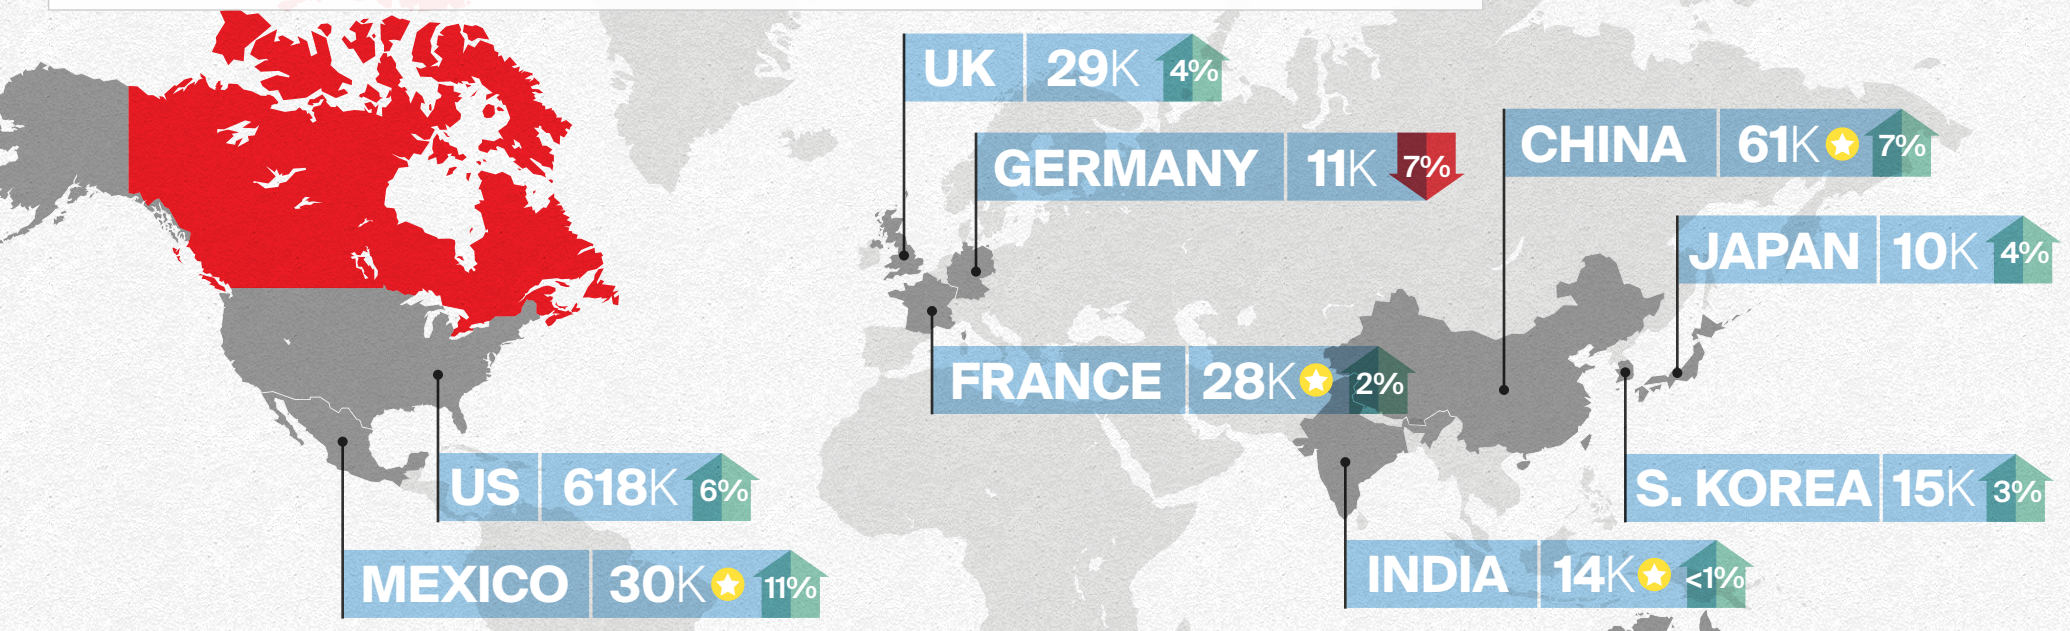 UK 29K 4%
GERMANY 11K 7%
CHINA 61K 7%
JAPAN 10K 4%
FRANCE 28K 2%
US 618K 6%
S. KOREA 15K 3%
MEXICO 30K 11%
INDIA 14K <1%